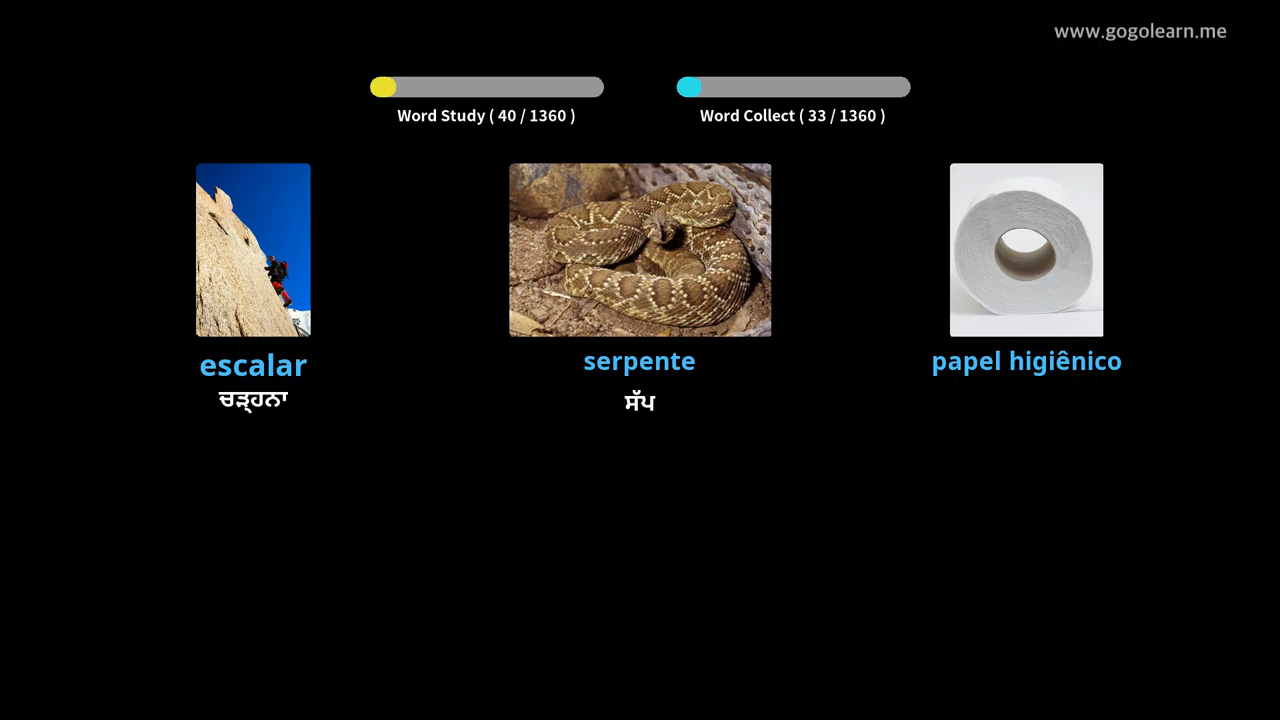 www.gogolearn.me
Word Study ( 40 / 1360 )
Word Collect ( 33 / 1360 )
escalar
serpente
papel higiênico
ਚੜ੍ਹਨਾ
ਸੱਪ